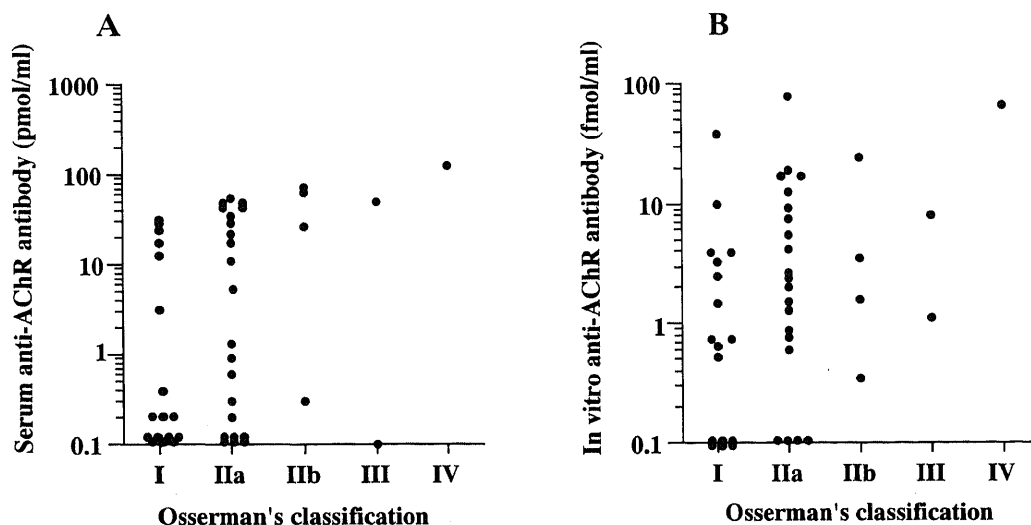 A
Serum anti-AChR antibody (pmol/ml)
1000
100
10
1
0.1
I IIa IIb III IV
Osserman's classification
B
In vitro anti-AChR antibody (fmol/ml)
100
10
1
0.1
I IIa IIb III IV
Osserman's classification